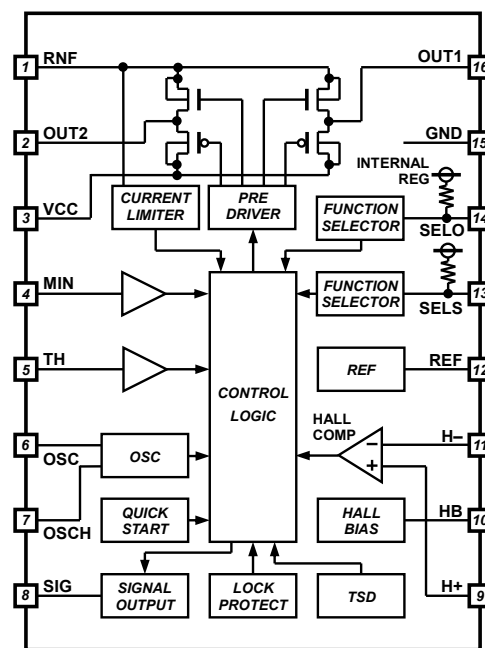 1 RNF OUT1 16
2 OUT2 GND 15
INTERNAL
REG
3 VCC CURRENT
LIMITER
PRE
DRIVER
FUNCTION
SELECTOR
SELO 14
4 MIN FUNCTION
SELECTOR
SELS 13
5 TH REF REF 12
CONTROL
LOGIC
HALL
COMP
6 OSC OSC − + H– 11
7 OSCH QUICK
START
HALL
BIAS
HB 10
8 SIG SIGNAL
OUTPUT
LOCK
PROTECT
TSD H+ 9